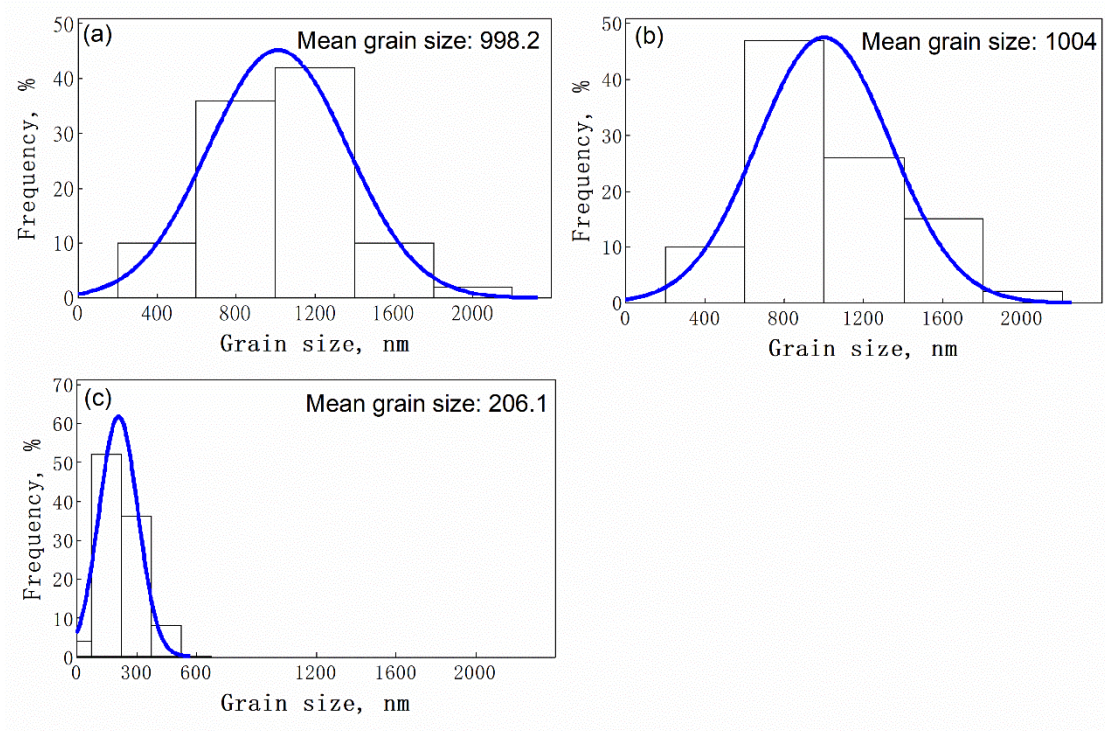 (a)
Mean grain size: 998.2
50
40
30
20
10
0
Frequency, %
0 400 800 1200 1600 2000
Grain size, nm
(b)
Mean grain size: 1004
50
40
30
20
10
0
Frequency, %
0 400 800 1200 1600 2000
Grain size, nm
(c)
Mean grain size: 206.1
70
60
50
40
30
20
10
0
Frequency, %
0 300 600 1200 1600 2000
Grain size, nm